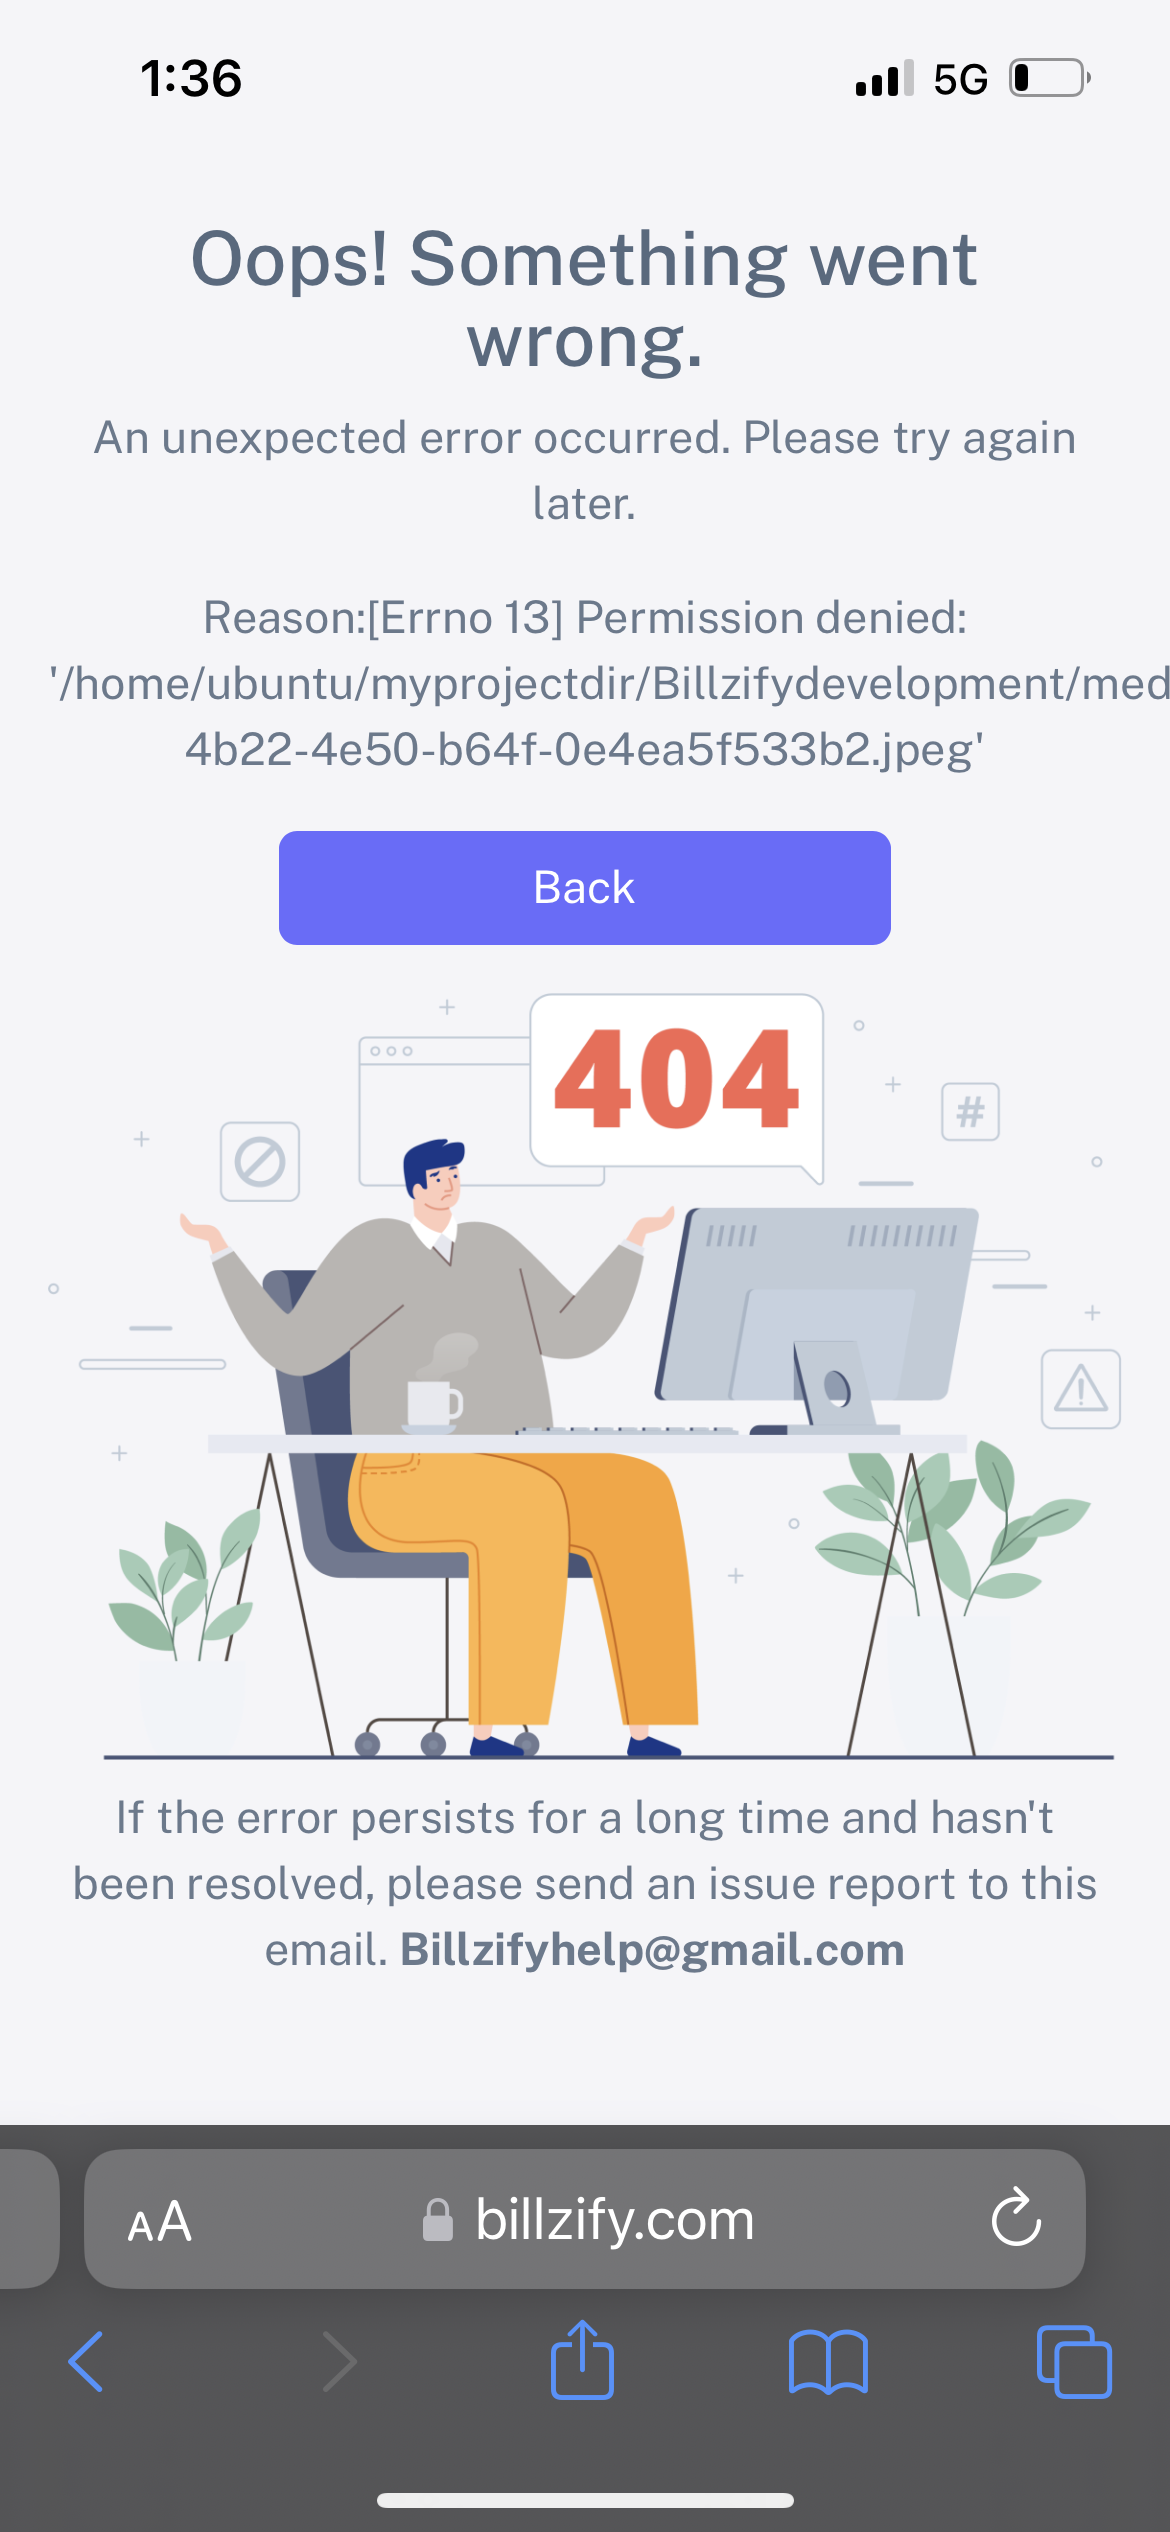 1:36
5G
Oops! Something went
wrong.
An unexpected error occurred. Please try again
later.
Reason:[Errno 13] Permission denied:
'/home/ubuntu/myprojectdir/Billzifydevelopment/med
4b22-4e50-b64f-0e4ea5f533b2.jpeg'
Back
404
#
!
If the error persists for a long time and hasn't
been resolved, please send an issue report to this
email. Billzifyhelp@gmail.com
AA
billzify.com